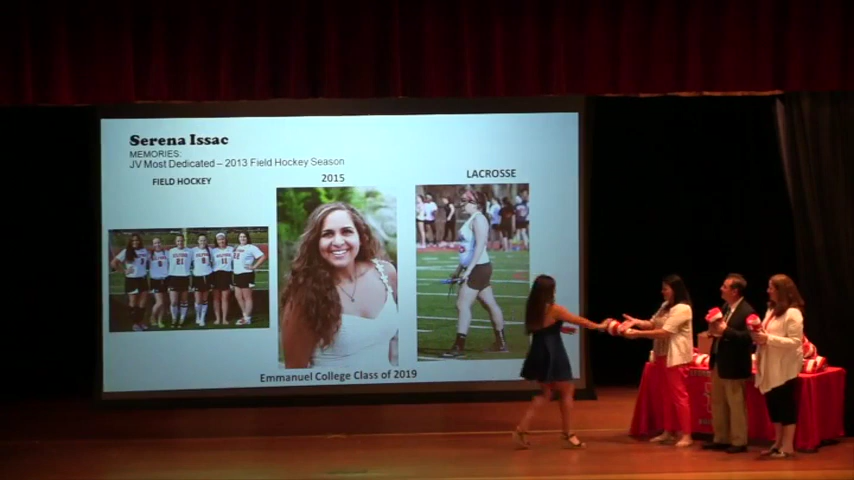 Serena Issac
MEMORIES:
JV Most Dedicated – 2013 Field Hockey Season
FIELD HOCKEY
2015
LACROSSE
Emmanuel College Class of 2019